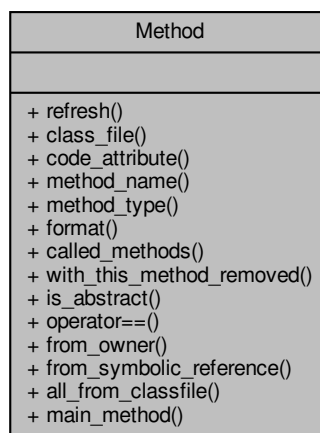 Method
+ refresh()
+ class_file()
+ code_attribute()
+ method_name()
+ method_type()
+ format()
+ called_methods()
+ with_this_method_removed()
+ is_abstract()
+ operator==()
+ from_owner()
+ from_symbolic_reference()
+ all_from_classfile()
+ main_method()